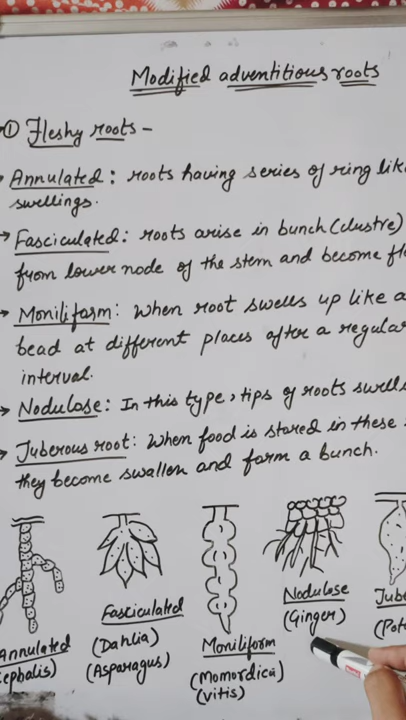 Modified adventitious roots
① Fleshy roots -
Annulated: roots having series of ring like
swellings.
→ Fasciculated: roots arise in bunch (clustre)
from lower node of the stem and become
→ Moniliform: When root swells up like a
bead at different places after a regular
interval.
→ Nodulose: In this type, tips of roots swell
→ Tuberous root: When food is stored in these
they become swallen and form a bunch.
Annulated
Fasciculated
(Dahlia)
(Asparagus)
Moniliform
(Momordica)
(Vitis)
Nodulose
(Ginger)